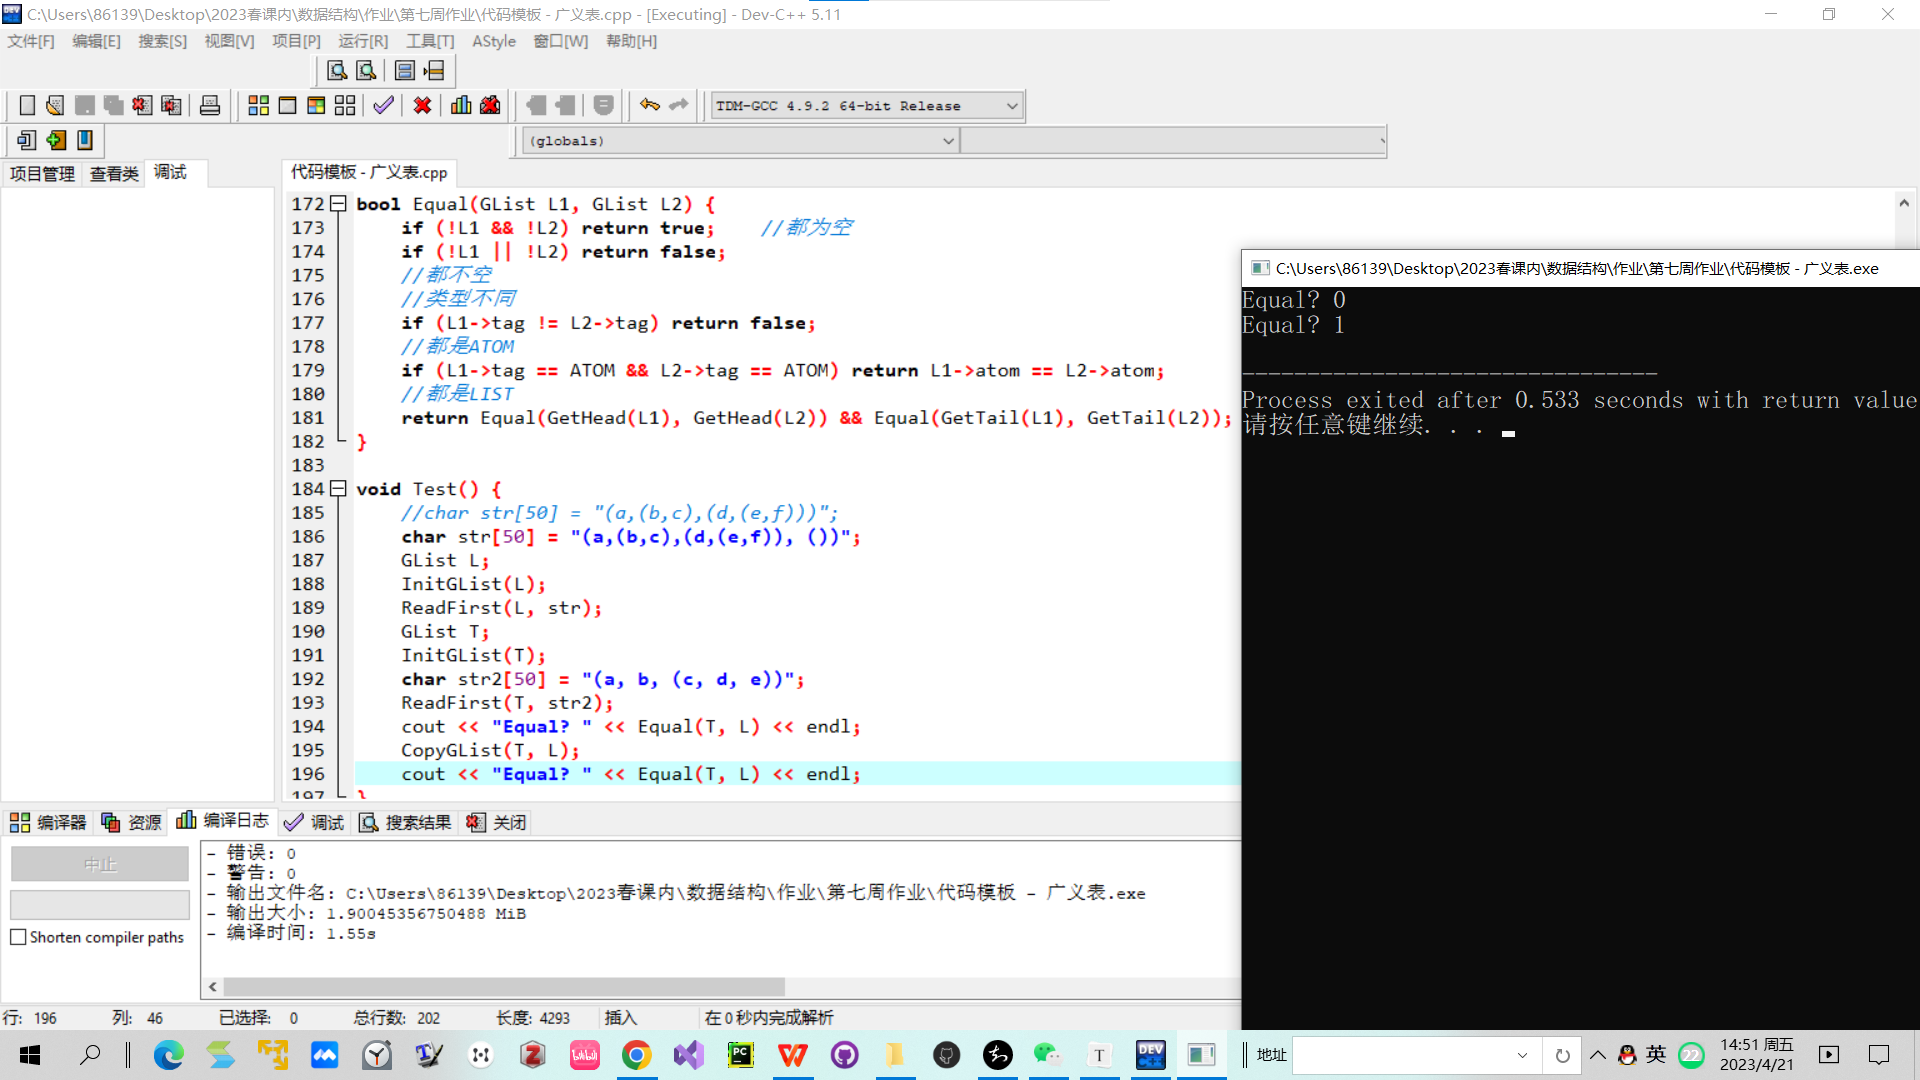 C:\Users\86139\Desktop\2023春课内\数据结构\作业\第七周作业\代码模板 - 广义表.cpp - [Executing] - Dev-C++ 5.11
文件[F] 编辑[E] 搜索[S] 视图[V] 项目[P] 运行[R] 工具[T] AStyle 窗口[W] 帮助[H]
TDM-GCC 4.9.2 64-bit Release
(globals)
项目管理 查看类 调试
代码模板 - 广义表.cpp
172 bool Equal(GList L1, GList L2) {
173 if (!L1 && !L2) return true; //都为空
174 if (!L1 || !L2) return false;
175 //都不空
176 //类型不同
177 if (L1->tag != L2->tag) return false;
178 //都是ATOM
179 if (L1->tag == ATOM && L2->tag == ATOM) return L1->atom == L2->atom;
180 //都是LIST
181 return Equal(GetHead(L1), GetHead(L2)) && Equal(GetTail(L1), GetTail(L2));
182 }
183
184 void Test() {
185 //char str[50] = "(a,(b,c),(d,(e,f)))";
186 char str[50] = "(a,(b,c),(d,(e,f)), ())";
187 GList L;
188 InitGList(L);
189 ReadFirst(L, str);
190 GList T;
191 InitGList(T);
192 char str2[50] = "(a, b, (c, d, e))";
193 ReadFirst(T, str2);
194 cout << "Equal? " << Equal(T, L) << endl;
195 CopyGList(T, L);
196 cout << "Equal? " << Equal(T, L) << endl;
197 }
C:\Users\86139\Desktop\2023春课内\数据结构\作业\第七周作业\代码模板 - 广义表.exe
Equal? 0
Equal? 1
--------------------------------
Process exited after 0.533 seconds with return value
请按任意键继续. . .
编译器 资源 编译日志 调试 搜索结果 关闭
中止
Shorten compiler paths
- 错误: 0
- 警告: 0
- 输出文件名: C:\Users\86139\Desktop\2023春课内\数据结构\作业\第七周作业\代码模板 - 广义表.exe
- 输出大小: 1.90045356750488 MiB
- 编译时间: 1.55s
行: 196 列: 46 已选择: 0 总行数: 202 长度: 4293 插入 在 0 秒内完成解析
地址
英
22
14:51 周五
2023/4/21